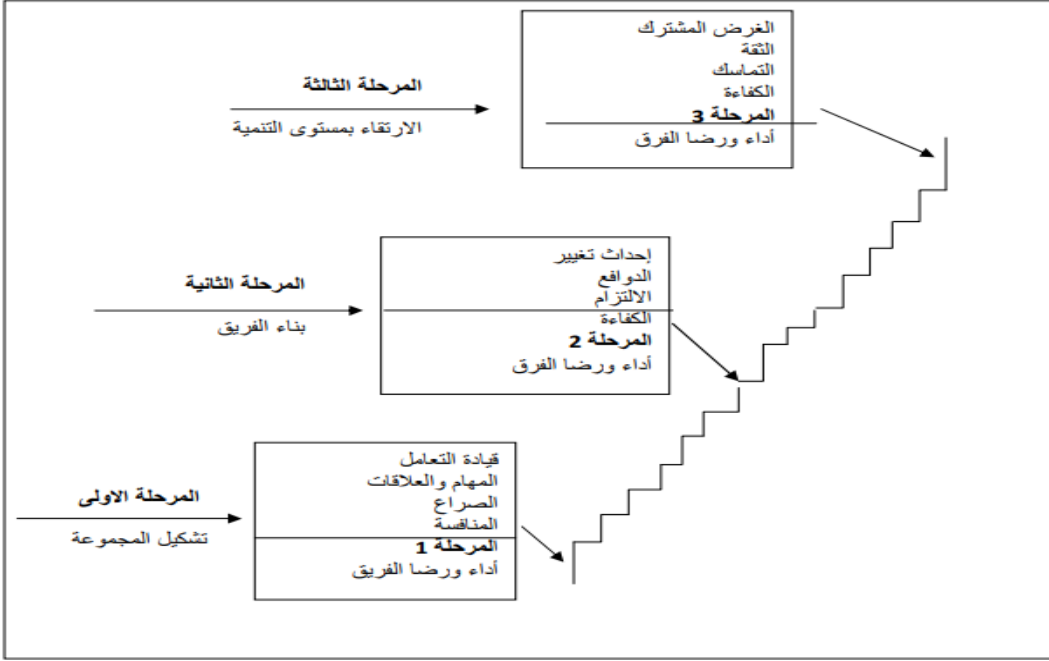 الغرض المشترك
الثقة
التماسك
الكفاءة
المرحلة 3
أداء ورضا الفرق
المرحلة الثالثة
الارتقاء بمستوى التنمية
إحداث تغيير
الدوافع
الالتزام
الكفاءة
المرحلة 2
أداء ورضا الفرق
المرحلة الثانية
بناء الفريق
قيادة التعامل
المهام والعلاقات
الصراع
المنافسة
المرحلة 1
أداء ورضا الفريق
المرحلة الاولى
تشكيل المجموعة